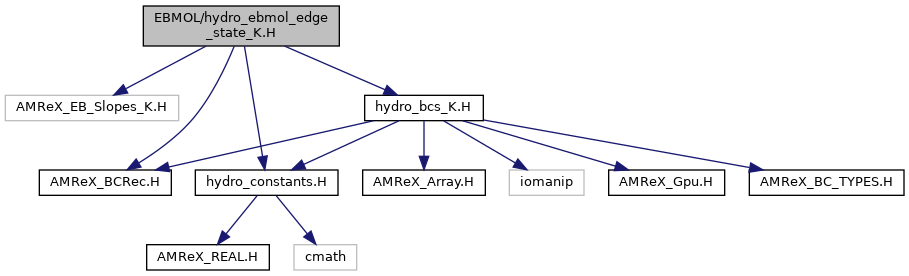 EBMOL/hydro_ebmol_edge
_state_K.H
AMReX_EB_Slopes_K.H
hydro_bcs_K.H
AMReX_BCRec.H
hydro_constants.H
AMReX_Array.H
iomanip
AMReX_Gpu.H
AMReX_BC_TYPES.H
AMReX_REAL.H
cmath